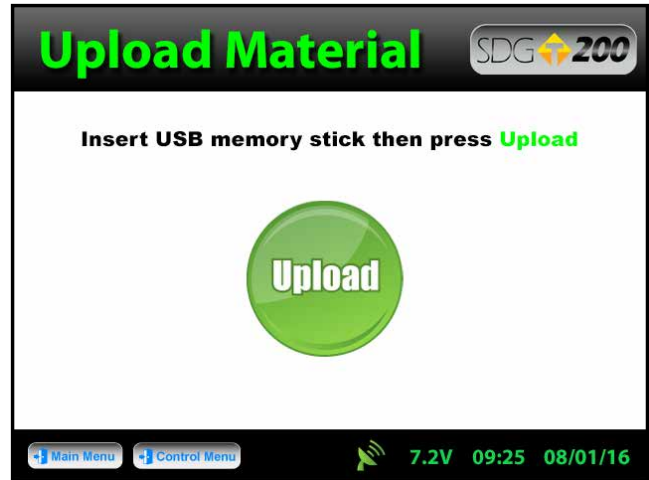 Upload Material
SDG 200
Insert USB memory stick then press Upload
Upload
Main Menu Control Menu 7.2V 09:25 08/01/16